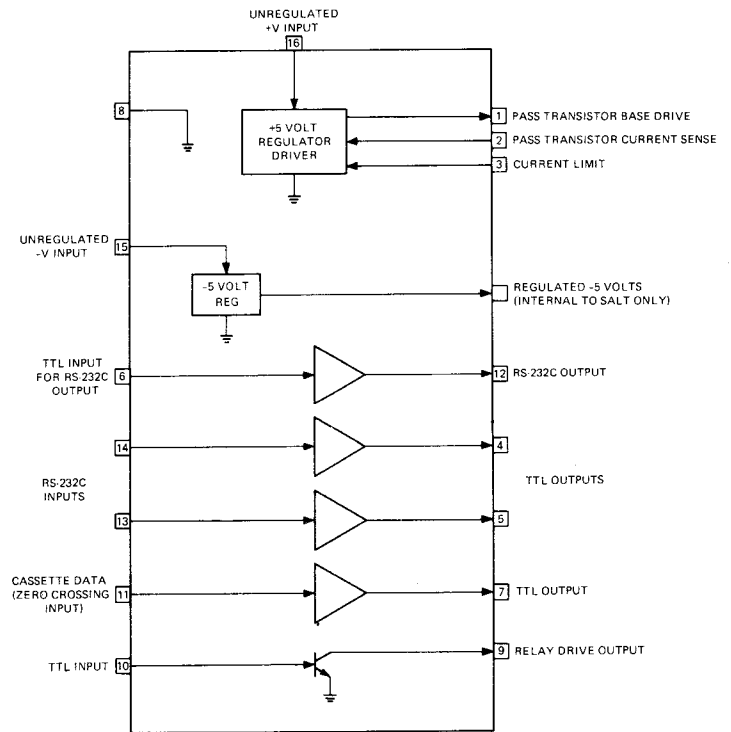 UNREGULATED
+V INPUT
16
8
+5 VOLT
REGULATOR
DRIVER
1 PASS TRANSISTOR BASE DRIVE
2 PASS TRANSISTOR CURRENT SENSE
3 CURRENT LIMIT
UNREGULATED
-V INPUT
15
-5 VOLT
REG
REGULATED -5 VOLTS
(INTERNAL TO SALT ONLY)
TTL INPUT
FOR RS-232C
OUTPUT
6
12 RS-232C OUTPUT
14
4
RS-232C
INPUTS
TTL OUTPUTS
13
5
CASSETTE DATA
(ZERO CROSSING
INPUT)
11
7 TTL OUTPUT
TTL INPUT
10
9 RELAY DRIVE OUTPUT